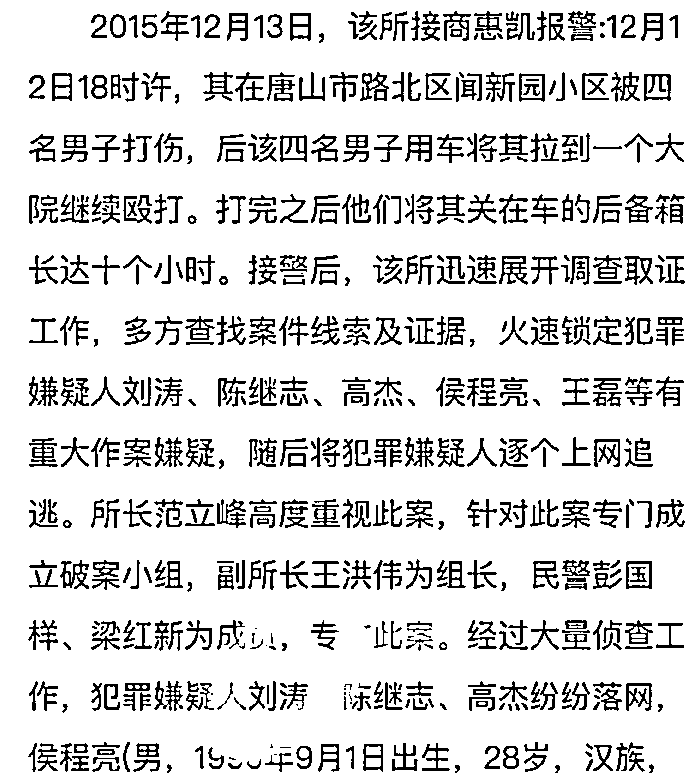 2015年12月13日，该所接商惠凯报警:12月1
2日18时许，其在唐山市路北区闻新园小区被四
名男子打伤，后该四名男子用车将其拉到一个大
院继续殴打。打完之后他们将其关在车的后备箱
长达十个小时。接警后，该所迅速展开调查取证
工作，多方查找案件线索及证据，火速锁定犯罪
嫌疑人刘涛、陈继志、高杰、侯程亮、王磊等有
重大作案嫌疑，随后将犯罪嫌疑人逐个上网追
逃。所长范立峰高度重视此案，针对此案专门成
立破案小组，副所长王洪伟为组长，民警彭国
样、梁红新为成员，专 此案。经过大量侦查工
作，犯罪嫌疑人刘涛 陈继志、高杰纷纷落网，
侯程亮(男， 年9月1日出生，28岁，汉族，